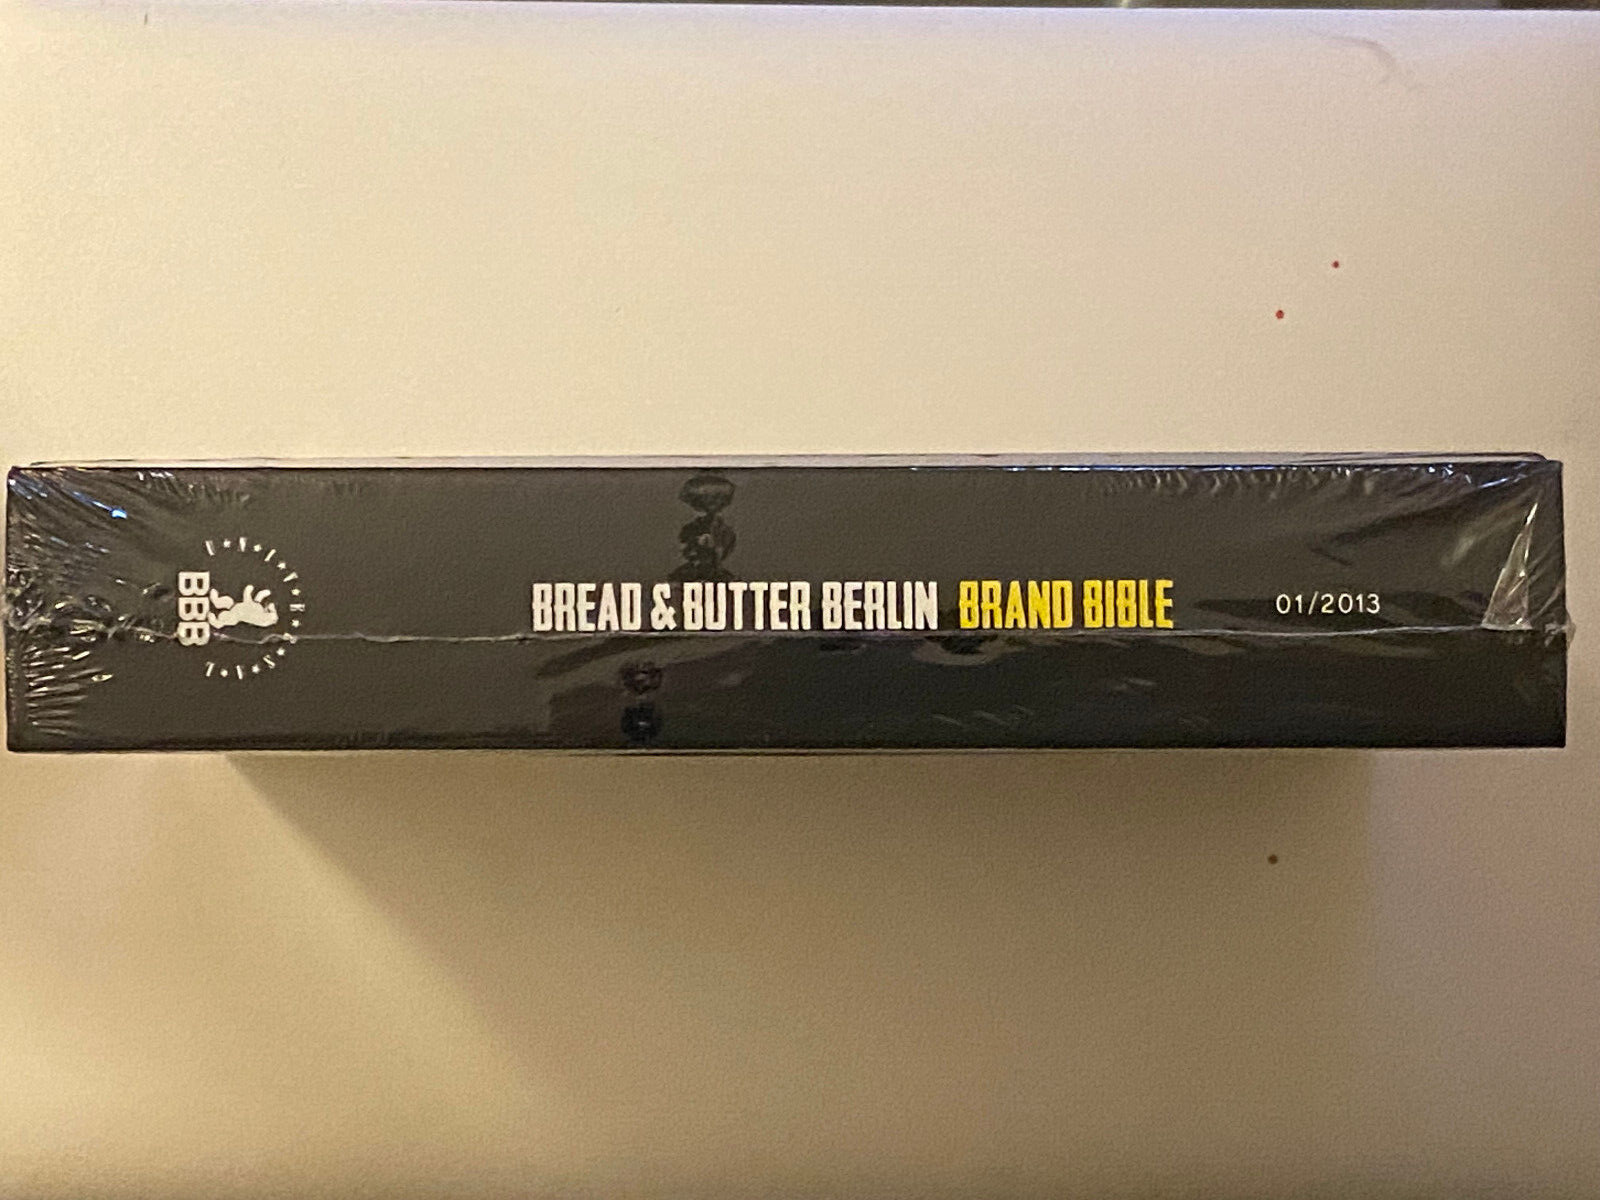 BBB
BREAD & BUTTER BERLIN BRAND BIBLE 01/2013